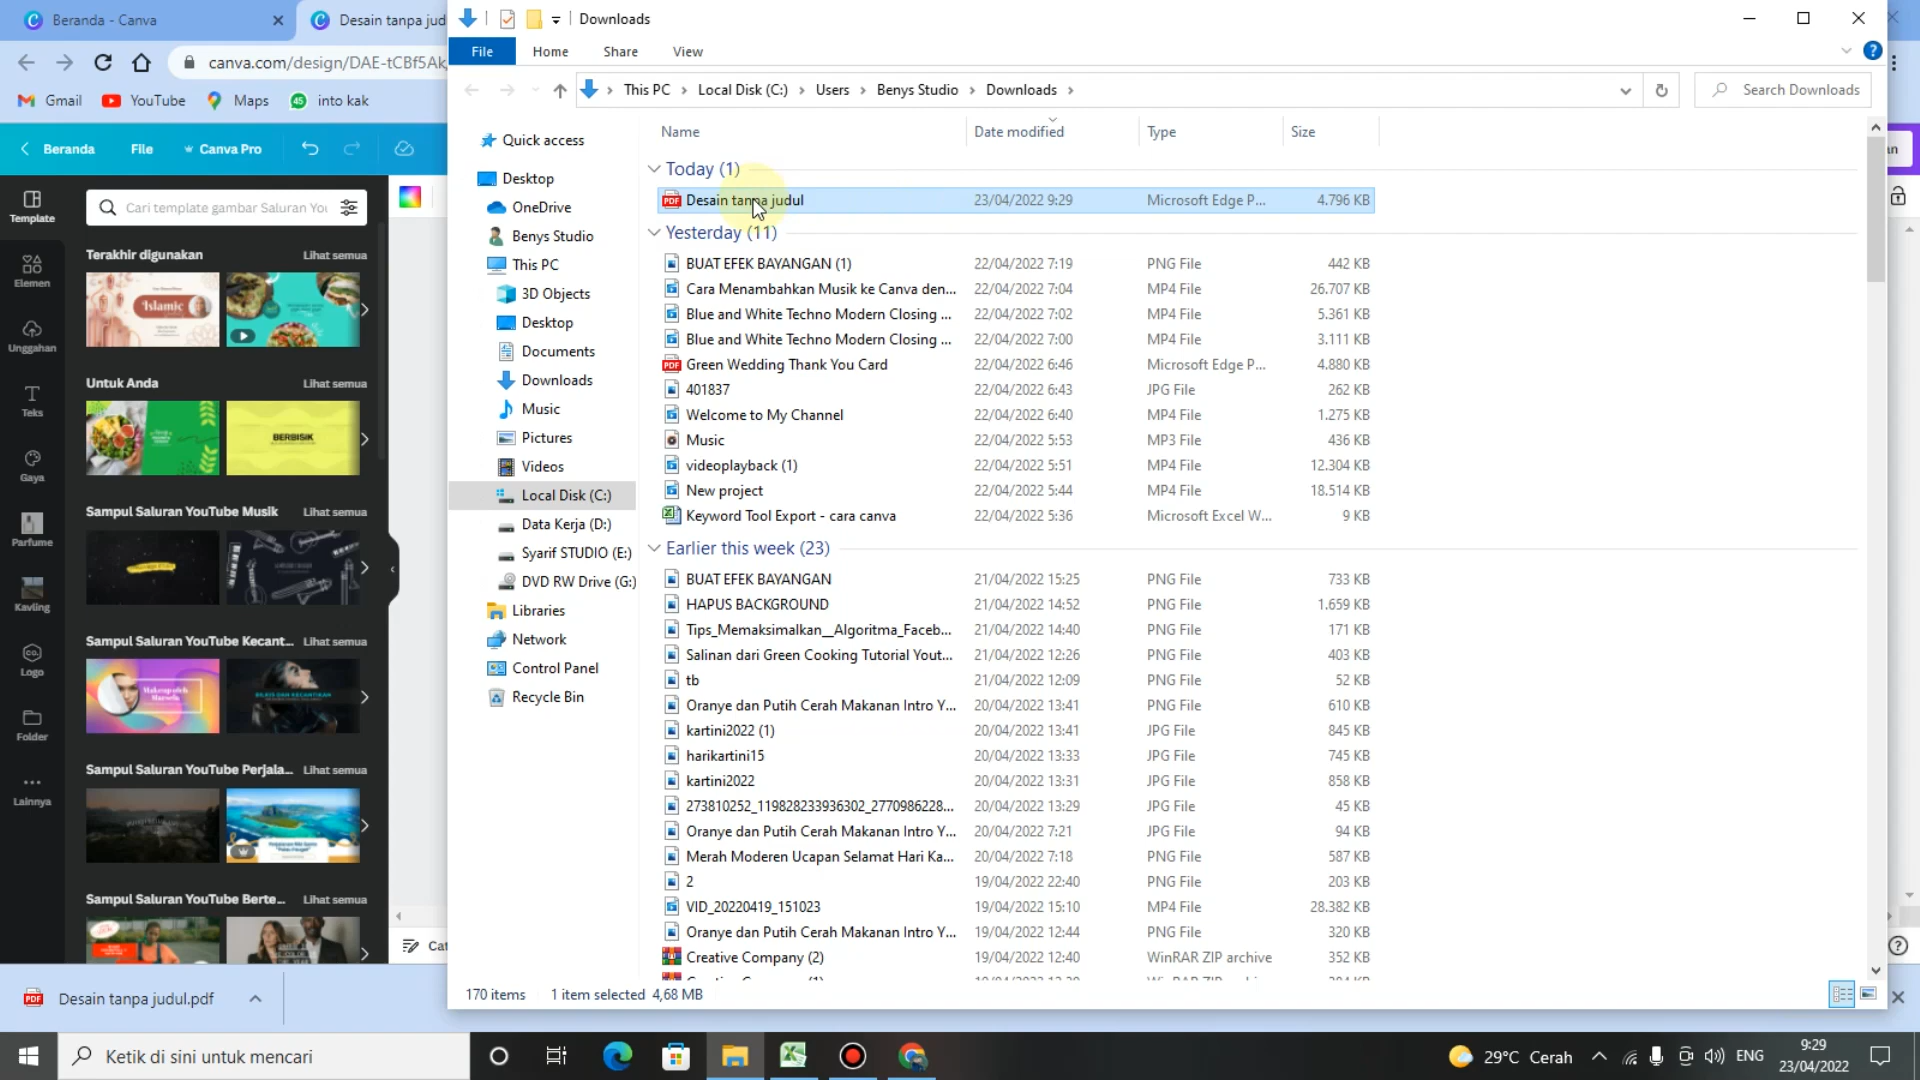 Beranda - Canva
Desain tanpa jud
canva.com/design/DAE-tCBf5Ak
Gmail
YouTube
Maps
into kak
Beranda
File
Canva Pro
Template
Elemen
Unggahan
Teks
Gaya
Parfume
Kavling
Logo
Folder
Lainnya
Cari template gambar Saluran You
Terakhir digunakan
Lihat semua
Islamic
Untuk Anda
Lihat semua
BERBISIK
Sampul Saluran YouTube Musik
Lihat semua
Sampul Saluran YouTube Kecant...
Lihat semua
Sampul Saluran YouTube Perjala...
Lihat semua
Sampul Saluran YouTube Berte...
Lihat semua
Cat
Desain tanpa judul.pdf
Downloads
File
Home
Share
View
This PC
Local Disk (C:)
Users
Benys Studio
Downloads
Search Downloads
Quick access
Desktop
OneDrive
Benys Studio
This PC
3D Objects
Desktop
Documents
Downloads
Music
Pictures
Videos
Local Disk (C:)
Data Kerja (D:)
Syarif STUDIO (E:)
DVD RW Drive (G:)
Libraries
Network
Control Panel
Recycle Bin
Name Date modified Type Size
Today (1)
Desain tanpa judul 23/04/2022 9:29 Microsoft Edge P... 4.796 KB
Yesterday (11)
BUAT EFEK BAYANGAN (1) 22/04/2022 7:19 PNG File 442 KB
Cara Menambahkan Musik ke Canva den... 22/04/2022 7:04 MP4 File 26.707 KB
Blue and White Techno Modern Closing ... 22/04/2022 7:02 MP4 File 5.361 KB
Blue and White Techno Modern Closing ... 22/04/2022 7:00 MP4 File 3.111 KB
Green Wedding Thank You Card 22/04/2022 6:46 Microsoft Edge P... 4.880 KB
401837 22/04/2022 6:43 JPG File 262 KB
Welcome to My Channel 22/04/2022 6:40 MP4 File 1.275 KB
Music 22/04/2022 5:53 MP3 File 436 KB
videoplayback (1) 22/04/2022 5:51 MP4 File 12.304 KB
New project 22/04/2022 5:44 MP4 File 18.514 KB
Keyword Tool Export - cara canva 22/04/2022 5:36 Microsoft Excel W... 9 KB
Earlier this week (23)
BUAT EFEK BAYANGAN 21/04/2022 15:25 PNG File 733 KB
HAPUS BACKGROUND 21/04/2022 14:52 PNG File 1.659 KB
Tips_Memaksimalkan__Algoritma_Faceb... 21/04/2022 14:40 PNG File 171 KB
Salinan dari Green Cooking Tutorial Yout... 21/04/2022 12:26 PNG File 403 KB
tb 21/04/2022 12:09 PNG File 52 KB
Oranye dan Putih Cerah Makanan Intro Y... 20/04/2022 13:41 PNG File 610 KB
kartini2022 (1) 20/04/2022 13:41 JPG File 845 KB
harikartini15 20/04/2022 13:33 JPG File 745 KB
kartini2022 20/04/2022 13:31 JPG File 858 KB
273810252_119828233936302_2770986228... 20/04/2022 13:29 JPG File 45 KB
Oranye dan Putih Cerah Makanan Intro Y... 20/04/2022 7:21 JPG File 94 KB
Merah Moderen Ucapan Selamat Hari Ka... 20/04/2022 7:18 PNG File 587 KB
2 19/04/2022 22:40 PNG File 203 KB
VID_20220419_151023 19/04/2022 15:10 MP4 File 28.382 KB
Oranye dan Putih Cerah Makanan Intro Y... 19/04/2022 12:44 PNG File 320 KB
Creative Company (2) 19/04/2022 12:40 WinRAR ZIP archive 352 KB
170 items 1 item selected 4,68 MB
Ketik di sini untuk mencari
29°C Cerah
ENG
9:29
23/04/2022